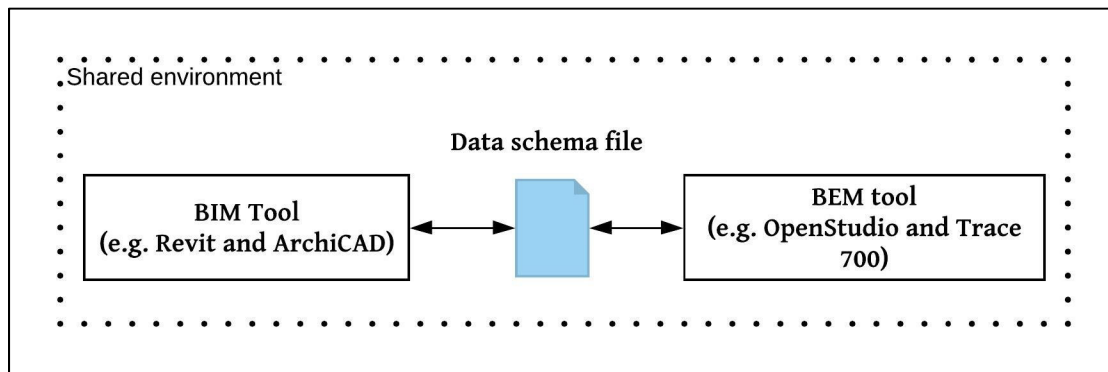 Shared environment
Data schema file
BIM Tool
(e.g. Revit and ArchiCAD)
BEM tool
(e.g. OpenStudio and Trace
700)